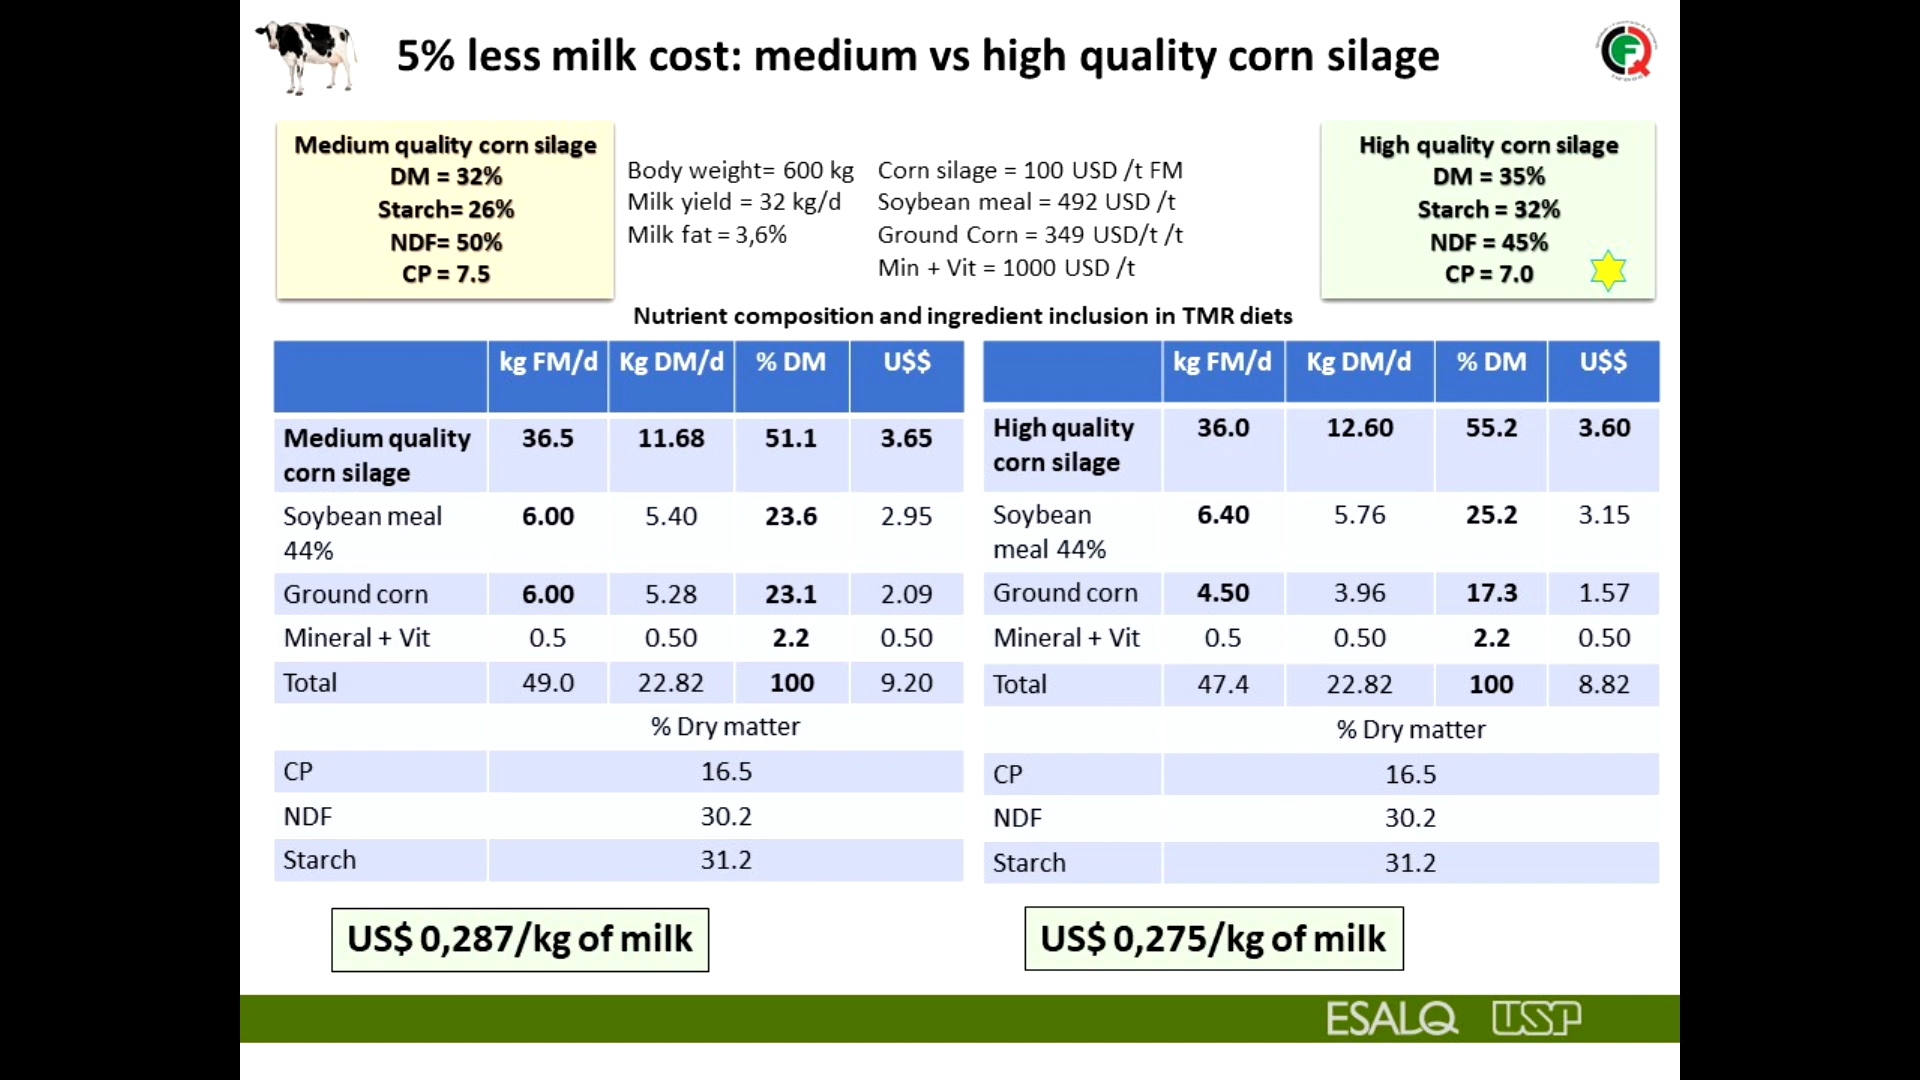 5% less milk cost: medium vs high quality corn silage
Medium quality corn silage
DM = 32%
Starch= 26%
NDF= 50%
CP = 7.5
Body weight= 600 kg
Milk yield = 32 kg/d
Milk fat = 3,6%
Corn silage = 100 USD /t FM
Soybean meal = 492 USD /t
Ground Corn = 349 USD/t /t
Min + Vit = 1000 USD /t
High quality corn silage
DM = 35%
Starch = 32%
NDF = 45%
CP = 7.0
Nutrient composition and ingredient inclusion in TMR diets
kg FM/d Kg DM/d % DM U$$
Medium quality corn silage 36.5 11.68 51.1 3.65
Soybean meal 44% 6.00 5.40 23.6 2.95
Ground corn 6.00 5.28 23.1 2.09
Mineral + Vit 0.5 0.50 2.2 0.50
Total 49.0 22.82 100 9.20
% Dry matter
CP 16.5
NDF 30.2
Starch 31.2
US$ 0,287/kg of milk
kg FM/d Kg DM/d % DM U$$
High quality corn silage 36.0 12.60 55.2 3.60
Soybean meal 44% 6.40 5.76 25.2 3.15
Ground corn 4.50 3.96 17.3 1.57
Mineral + Vit 0.5 0.50 2.2 0.50
Total 47.4 22.82 100 8.82
% Dry matter
CP 16.5
NDF 30.2
Starch 31.2
US$ 0,275/kg of milk
ESALQ USP